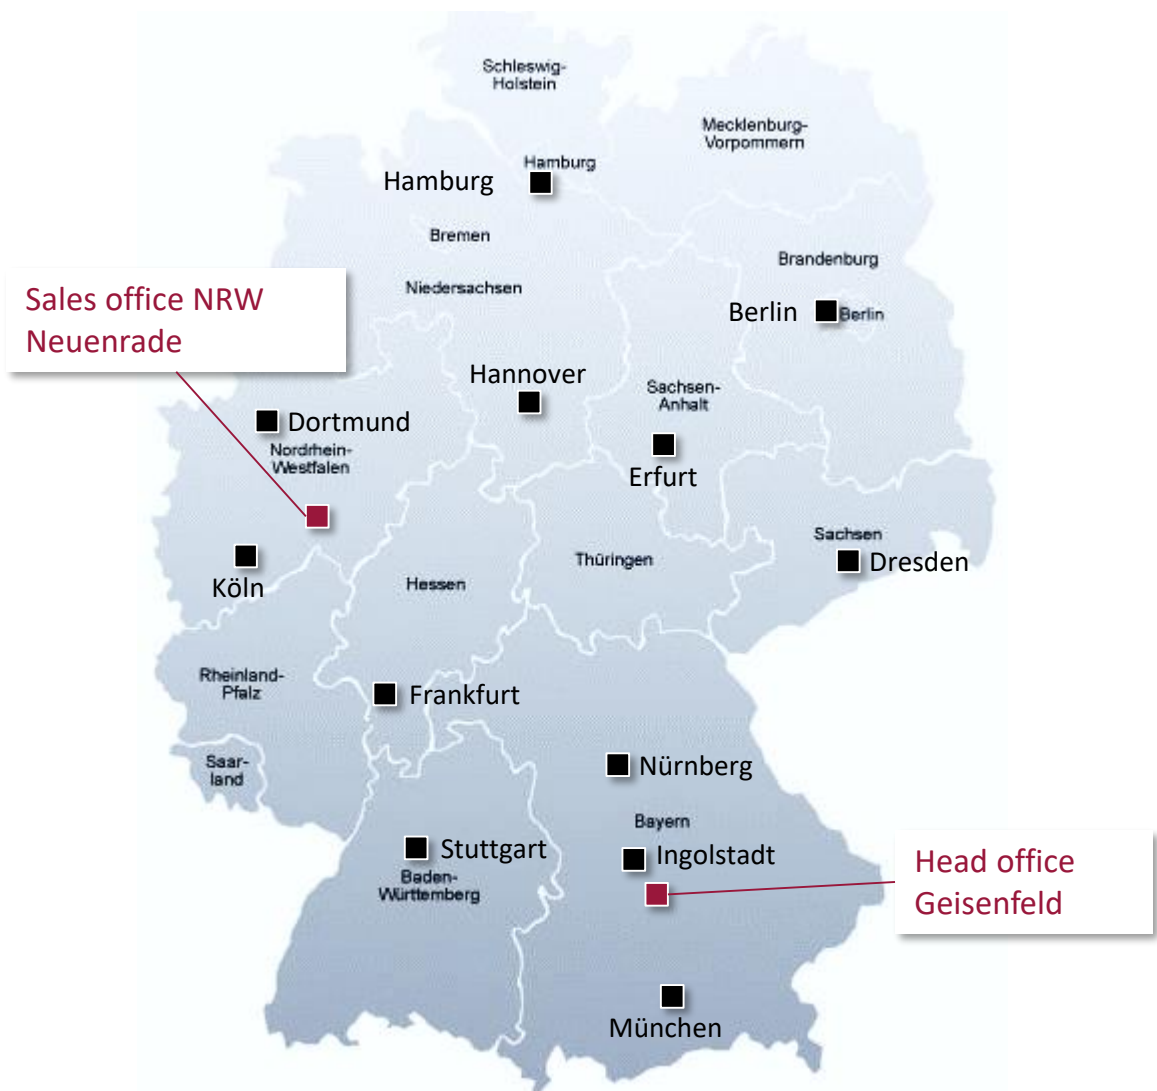 Schleswig-
Holstein
Mecklenburg-
Vorpommern
Hamburg
Hamburg
Bremen
Brandenburg
Niedersachsen
Sales office NRW
Neuenrade
Berlin
Berlin
Hannover
Sachsen-
Anhalt
Dortmund
Nordrhein-
Westfalen
Erfurt
Sachsen
Dresden
Thüringen
Hessen
Köln
Rheinland-
Pfalz
Frankfurt
Saar-
land
Nürnberg
Bayern
Stuttgart
Ingolstadt
Baden-
Württemberg
Head office
Geisenfeld
München